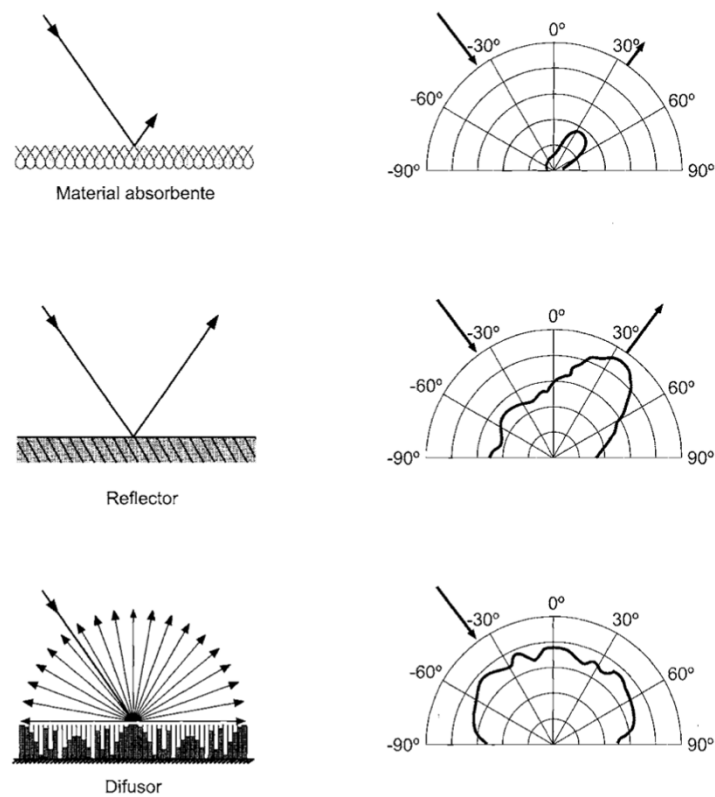 0º
-30º
30º
-60º
60º
-90º
90º
Material absorbente
0º
-30º
30º
-60º
60º
-90º
90º
Reflector
0º
-30º
30º
-60º
60º
-90º
90º
Difusor